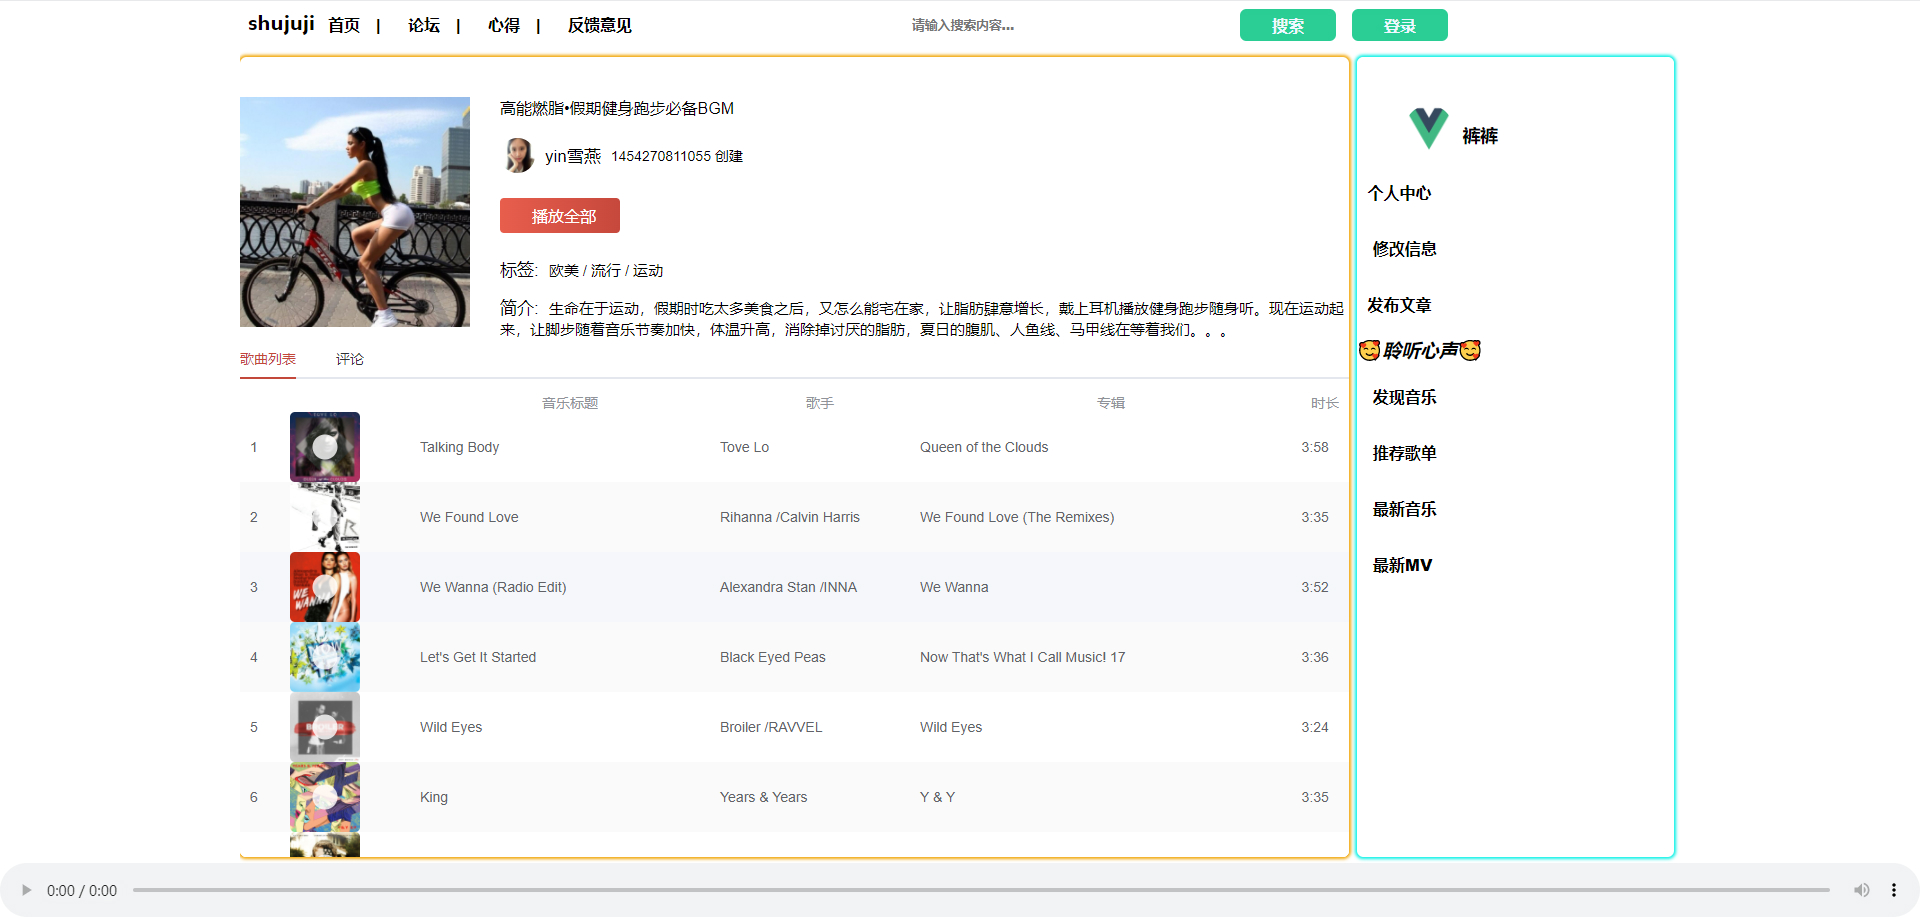 shujuji 首页 | 论坛 | 心得 | 反馈意见 请输入搜索内容... 搜索 登录
高能燃脂•假期健身跑步必备BGM
yin雪燕 1454270811055 创建
播放全部
标签: 欧美 / 流行 / 运动
简介: 生命在于运动，假期时吃太多美食之后，又怎么能宅在家，让脂肪肆意增长，戴上耳机播放健身跑步随身听。现在运动起
来，让脚步随着音乐节奏加快，体温升高，消除掉讨厌的脂肪，夏日的腹肌、人鱼线、马甲线在等着我们。。。
歌曲列表 评论
音乐标题 歌手 专辑 时长
1 Talking Body Tove Lo Queen of the Clouds 3:58
2 We Found Love Rihanna /Calvin Harris We Found Love (The Remixes) 3:35
WE WANNA
3 We Wanna (Radio Edit) Alexandra Stan /INNA We Wanna 3:52
4 Let's Get It Started Black Eyed Peas Now That's What I Call Music! 17 3:36
5 Wild Eyes Broiler /RAVVEL Wild Eyes 3:24
6 King Years & Years Y & Y 3:35
裤裤
个人中心
修改信息
发布文章
🥰聆听心声🥰
发现音乐
推荐歌单
最新音乐
最新MV
0:00 / 0:00